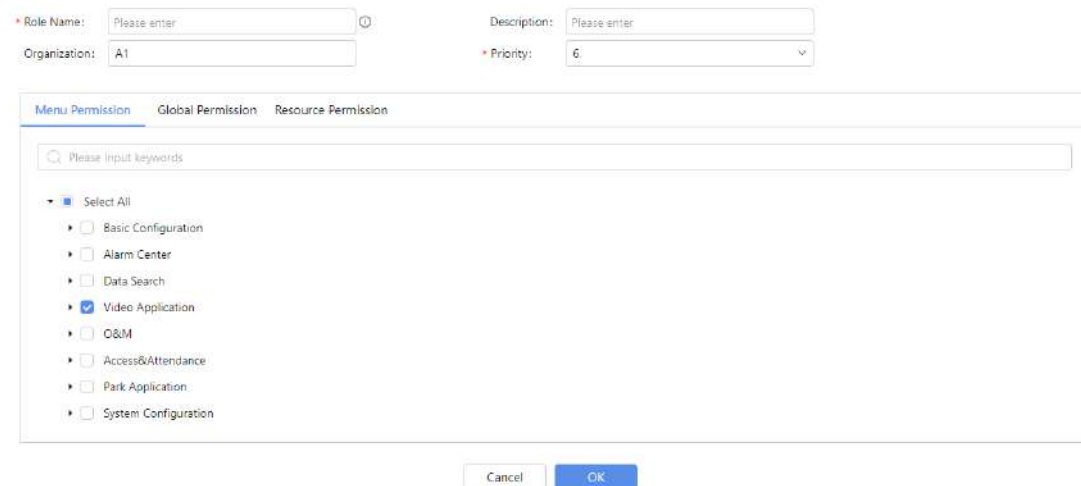 * Role Name: Please enter Description: Please enter
Organization: A1 * Priority: 6
Menu Permission Global Permission Resource Permission
Please input keywords
Select All
Basic Configuration
Alarm Center
Data Search
Video Application
O&M
Access&Attendance
Park Application
System Configuration
Cancel OK